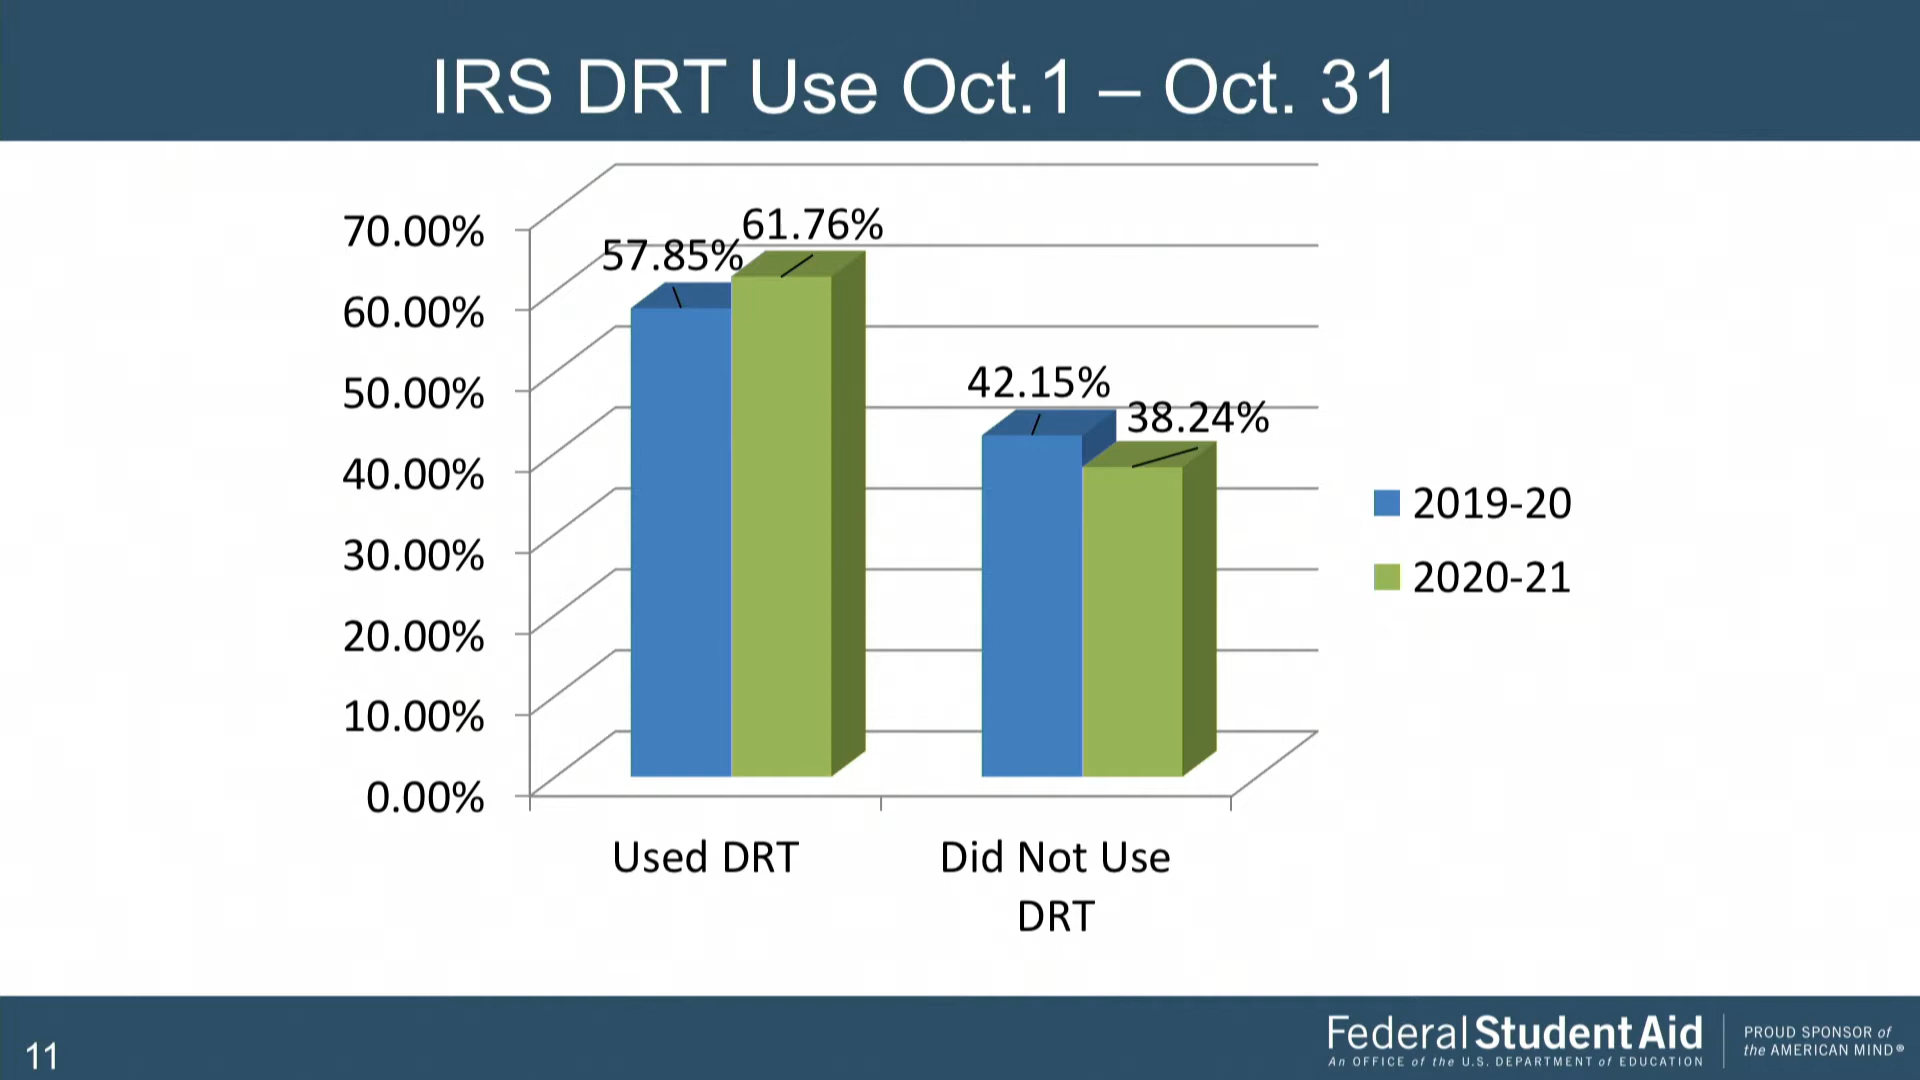 IRS DRT Use Oct.1 – Oct. 31
70.00%
60.00%
50.00%
40.00%
30.00%
20.00%
10.00%
0.00%
57.85%
61.76%
42.15%
38.24%
Used DRT
Did Not Use
DRT
2019-20
2020-21
11
Federal Student Aid
An OFFICE of the U.S. DEPARTMENT of EDUCATION
PROUD SPONSOR of
the AMERICAN MIND®